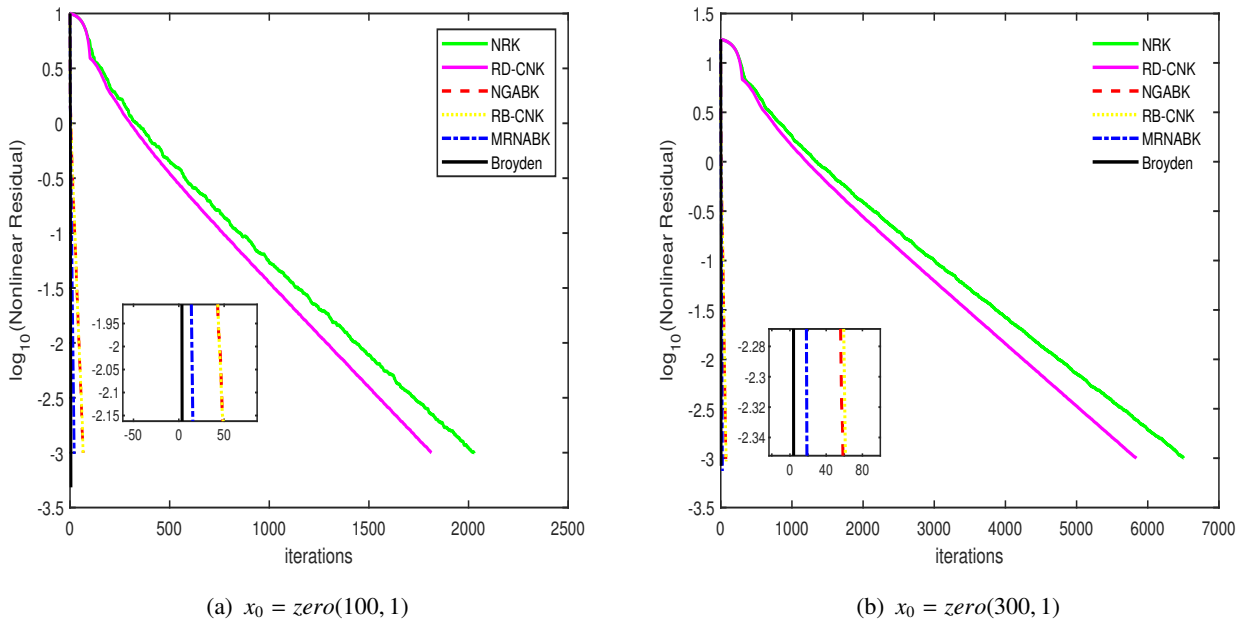 1
0.5
0
-0.5
-1
-1.5
-2
-2.5
-3
-3.5
log10(Nonlinear Residual)
NRK
RD-CNK
NGABK
RB-CNK
MRNABK
Broyden
-1.95
-2
-2.05
-2.1
-2.15
-50 0 50
0 500 1000 1500 2000 2500
iterations
(a) x0 = zero(100, 1)
1.5
1
0.5
0
-0.5
-1
-1.5
-2
-2.5
-3
-3.5
log10(Nonlinear Residual)
NRK
RD-CNK
NGABK
RB-CNK
MRNABK
Broyden
-2.28
-2.3
-2.32
-2.34
0 40 80
0 1000 2000 3000 4000 5000 6000 7000
iterations
(b) x0 = zero(300, 1)